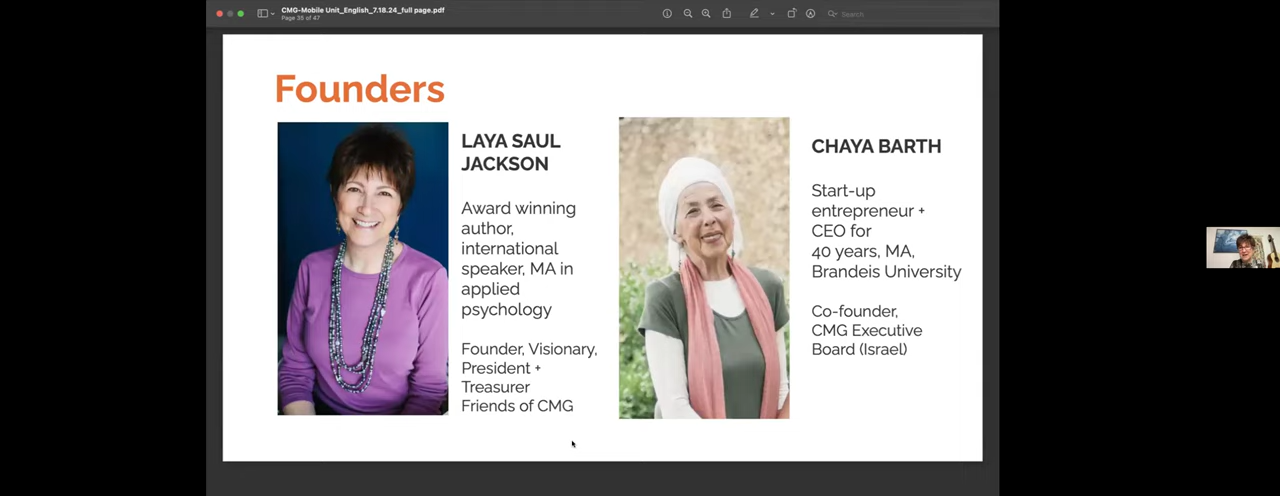 CMG-Mobile Unit_English_7.18.24_full page.pdf
Page 35 of 47
Search
Founders
LAYA SAUL
JACKSON
Award winning
author,
international
speaker, MA in
applied
psychology
Founder, Visionary,
President +
Treasurer
Friends of CMG
CHAYA BARTH
Start-up
entrepreneur +
CEO for
40 years, MA,
Brandeis University
Co-founder,
CMG Executive
Board (Israel)